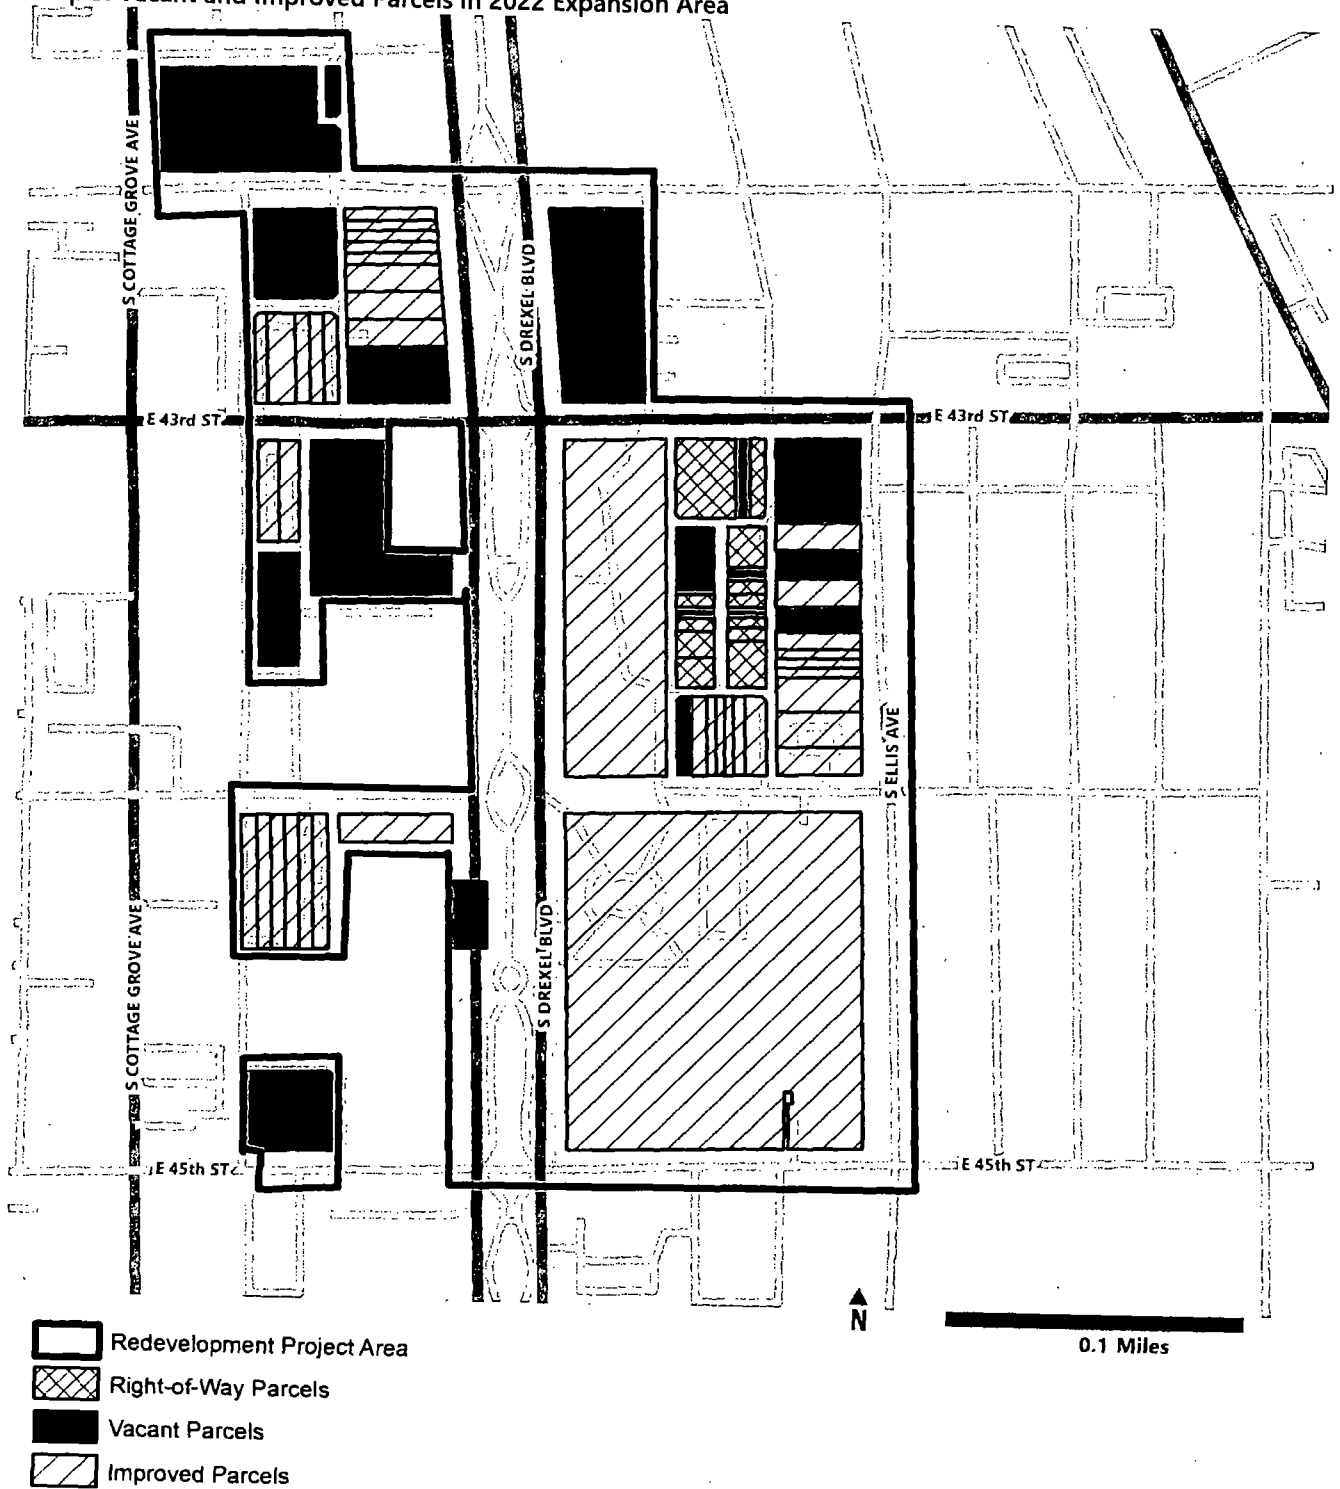 Vacant and Improved Parcels in 2022 Expansion Area
S COTTAGE GROVE AVE
S DREXEL BLVD
E 43rd ST
E 43rd ST
S ELLIS AVE
S COTTAGE GROVE AVE
S DREXEL BLVD
E 45th ST
E 45th ST
N
0.1 Miles
Redevelopment Project Area
Right-of-Way Parcels
Vacant Parcels
Improved Parcels